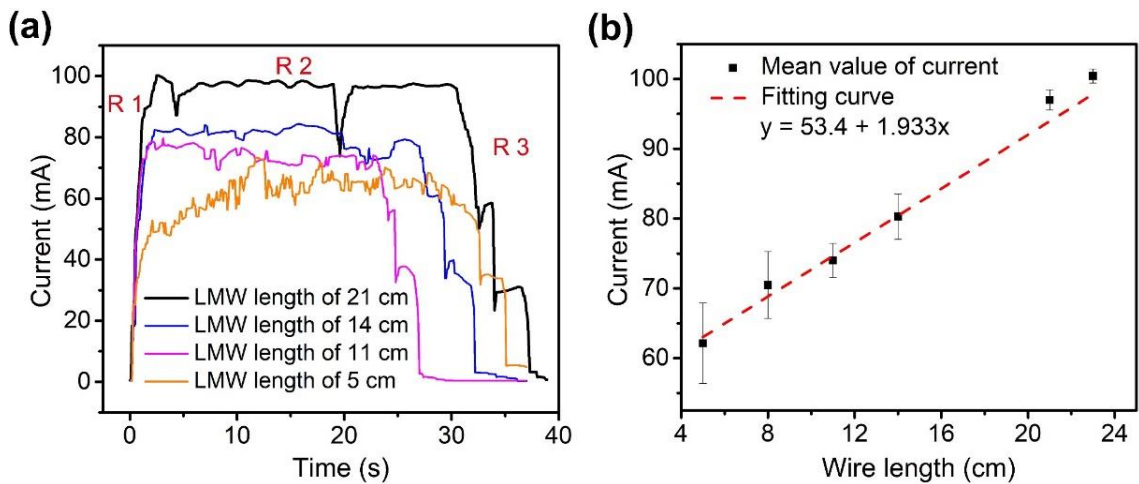 (a)
100
80
60
40
20
0
Current (mA)
R 1
R 2
R 3
LMW length of 21 cm
LMW length of 14 cm
LMW length of 11 cm
LMW length of 5 cm
0 10 20 30 40
Time (s)
(b)
100
90
80
70
60
Current (mA)
Mean value of current
Fitting curve
y = 53.4 + 1.933x
4 8 12 16 20 24
Wire length (cm)